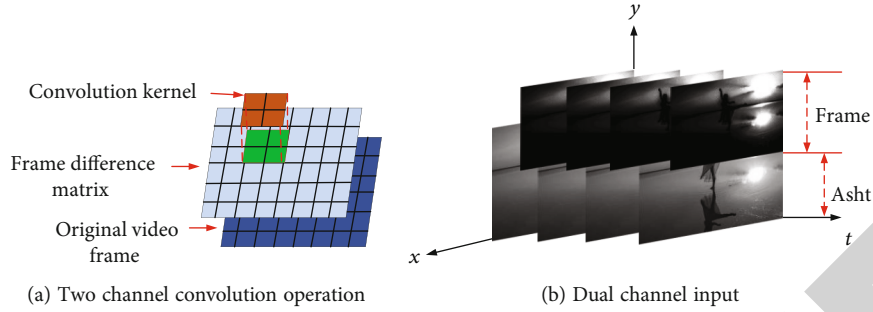 Convolution kernel
Frame difference
matrix
Original video
frame
(a) Two channel convolution operation
y
Frame
Asht
t
x
(b) Dual channel input